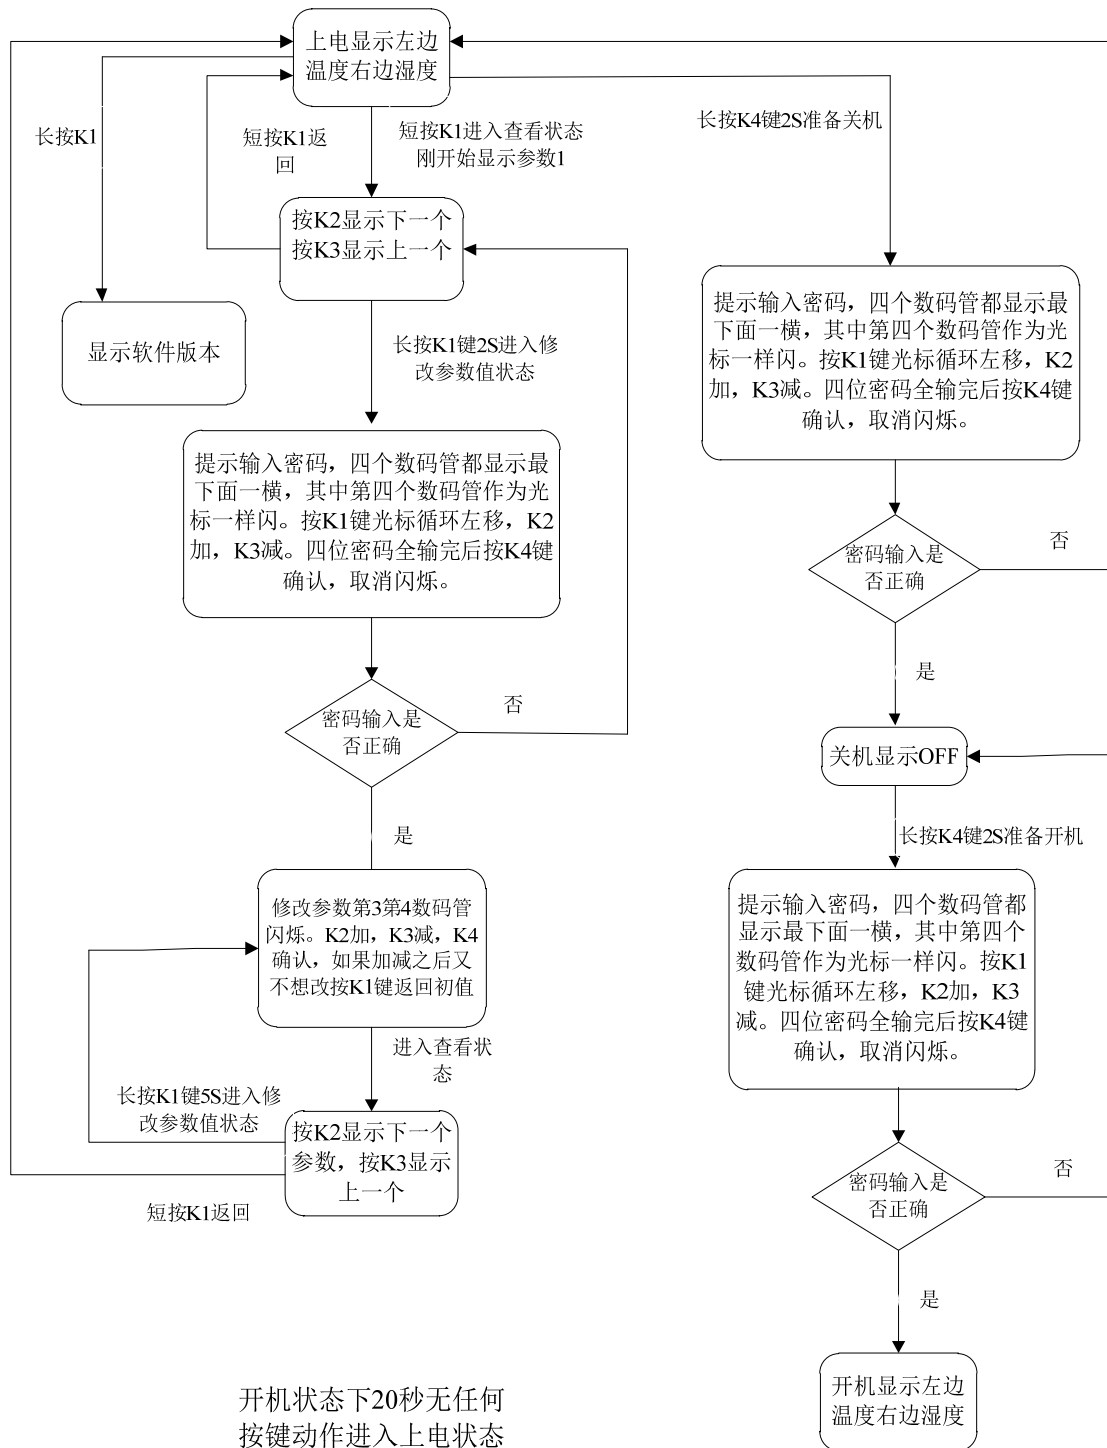 上电显示左边
温度右边湿度
长按K1
短按K1返
回
短按K1进入查看状态
刚开始显示参数1
长按K4键2S准备关机
按K2显示下一个
按K3显示上一个
显示软件版本
长按K1键2S进入修
改参数值状态
提示输入密码，四个数码管都显示最
下面一横，其中第四个数码管作为光
标一样闪。按K1键光标循环左移，K2
加，K3减。四位密码全输完后按K4键
确认，取消闪烁。
提示输入密码，四个数码管都显示最
下面一横，其中第四个数码管作为光
标一样闪。按K1键光标循环左移，K2
加，K3减。四位密码全输完后按K4键
确认，取消闪烁。
密码输入是
否正确
否
是
密码输入是
否正确
否
是
关机显示OFF
长按K4键2S准备开机
修改参数第3第4数码管
闪烁。K2加，K3减，K4
确认，如果加减之后又
不想改按K1键返回初值
进入查看状
态
长按K1键5S进入修
改参数值状态
按K2显示下一个
参数，按K3显示
上一个
短按K1返回
提示输入密码，四个数码管都
显示最下面一横，其中第四个
数码管作为光标一样闪。按K1
键光标循环左移，K2加，K3
减。四位密码全输完后按K4键
确认，取消闪烁。
密码输入是
否正确
否
是
开机显示左边
温度右边湿度
开机状态下20秒无任何
按键动作进入上电状态